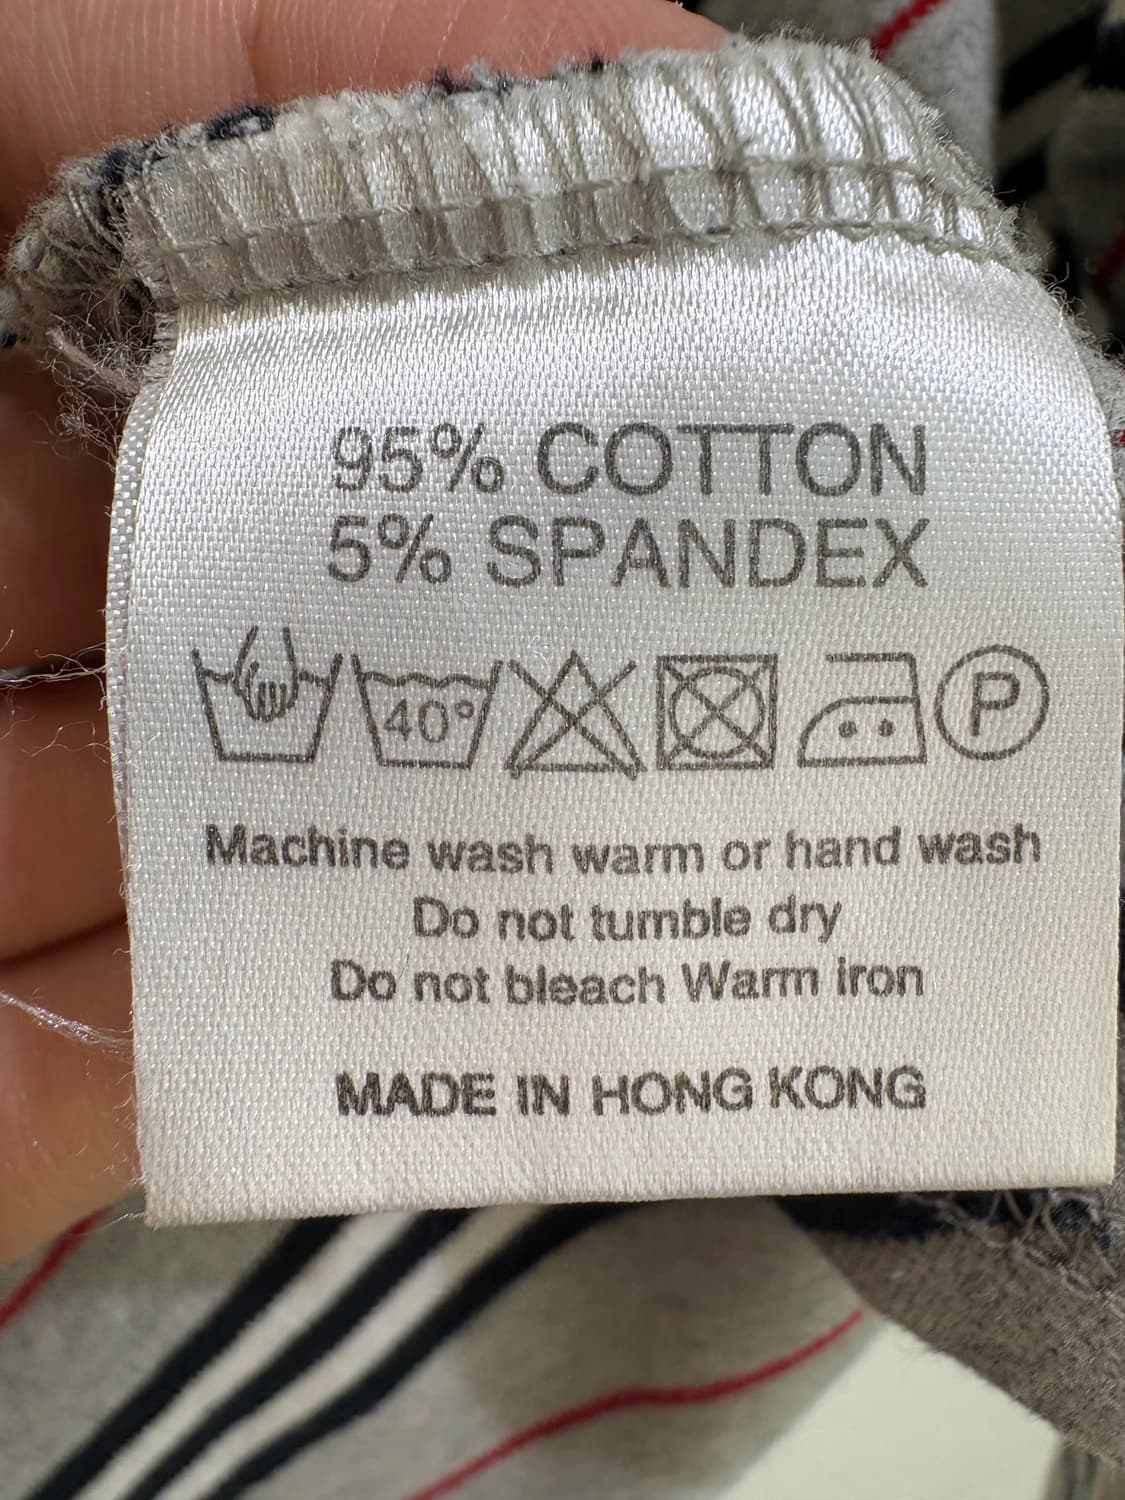 95% COTTON
5% SPANDEX
40° P
Machine wash warm or hand wash
Do not tumble dry
Do not bleach Warm iron
MADE IN HONG KONG